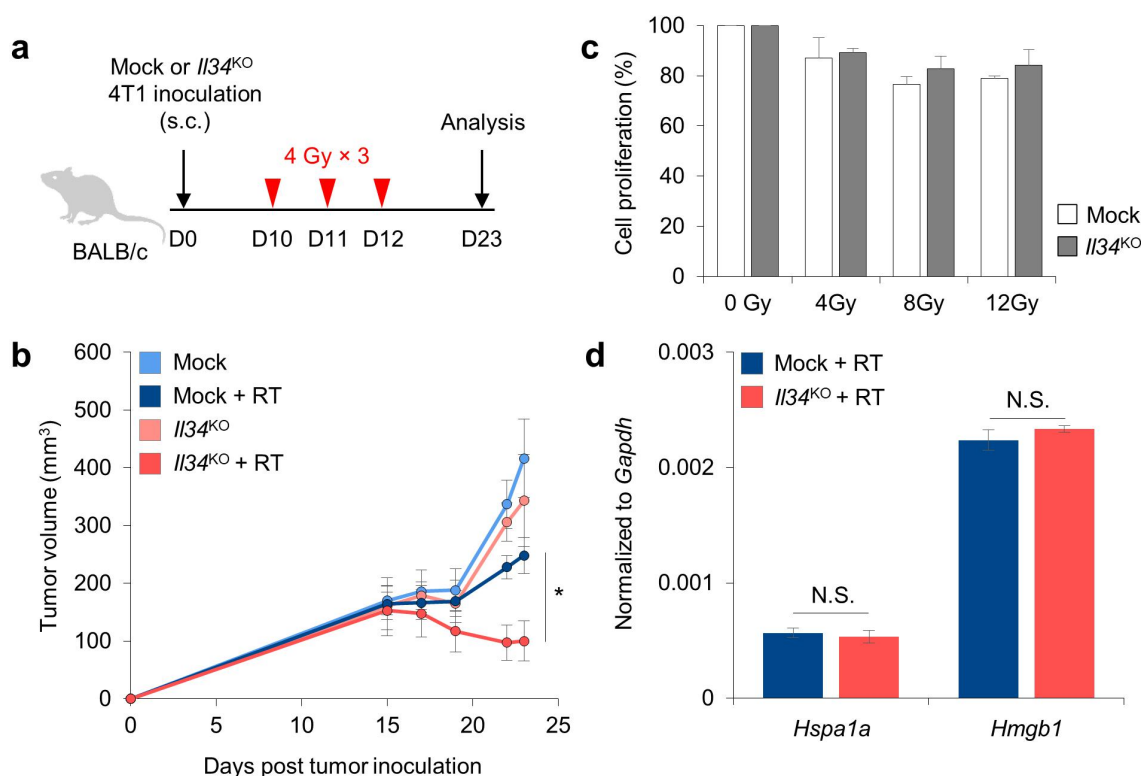 a
Mock or Il34KO
4T1 inoculation
(s.c.)
Analysis
4 Gy × 3
BALB/c
D0 D10 D11 D12 D23
b
600
500
400
300
200
100
0
Tumor volume (mm3)
Mock
Mock + RT
Il34KO
Il34KO + RT
*
0 5 10 15 20 25
Days post tumor inoculation
c
100
80
60
40
20
0
Cell proliferation (%)
0 Gy 4Gy 8Gy 12Gy
Mock
Il34KO
d
0.003
0.002
0.001
0
Normalized to Gapdh
Mock + RT
Il34KO + RT
N.S.
N.S.
Hspa1a Hmgb1